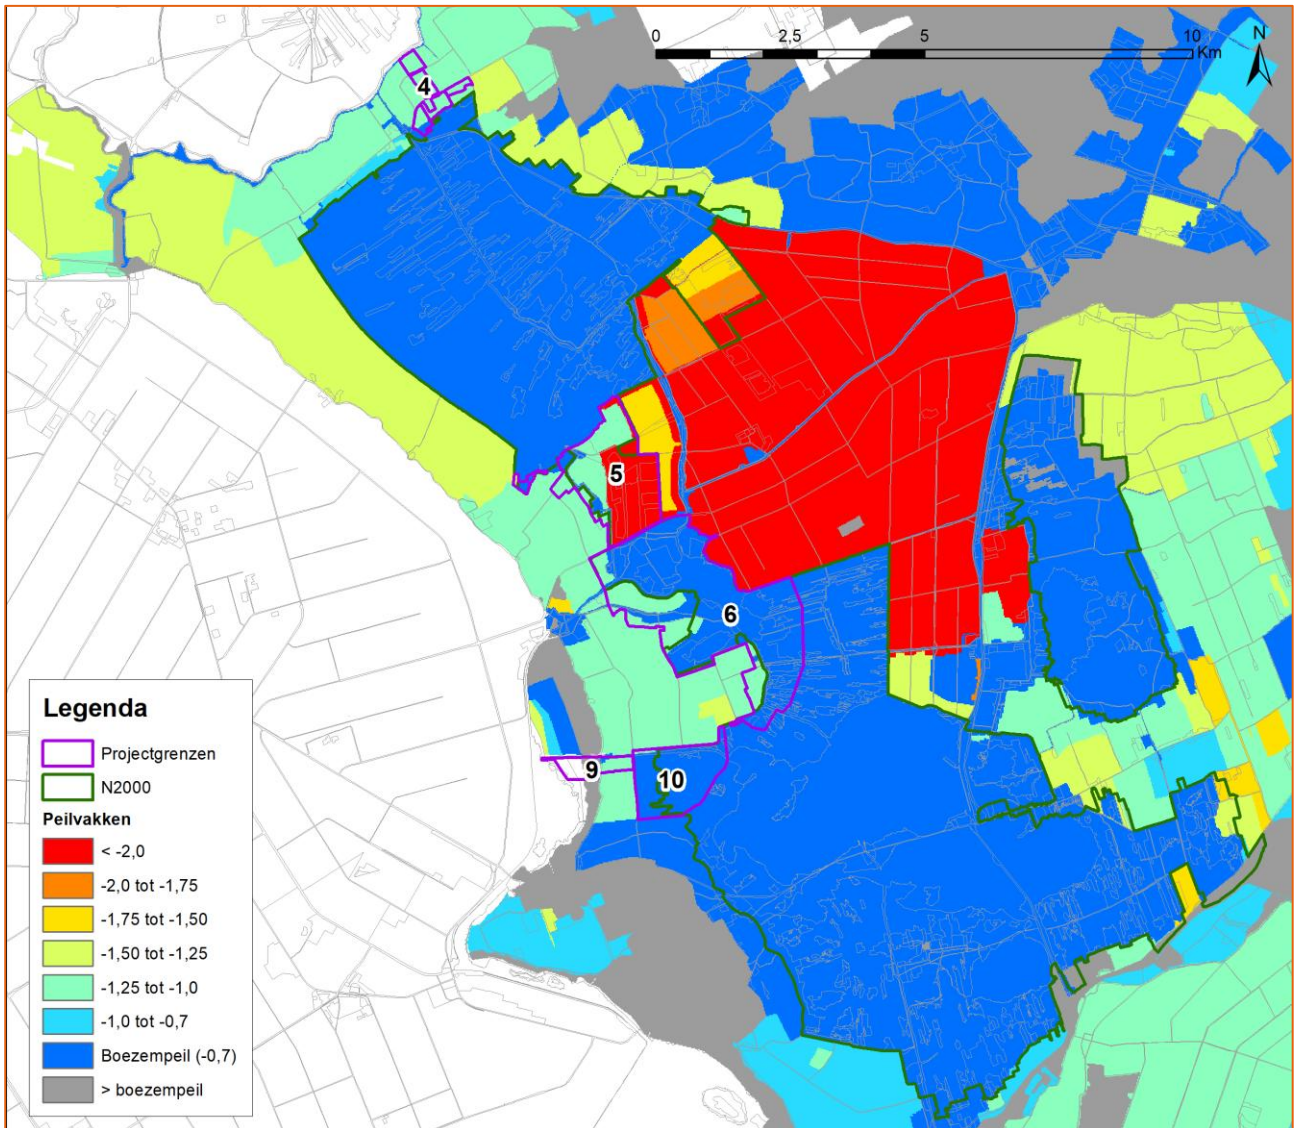 0 2,5 5 10
Km
N
4
5
6
9
10
Legenda
Projectgrenzen
N2000
Peilvakken
< -2,0
-2,0 tot -1,75
-1,75 tot -1,50
-1,50 tot -1,25
-1,25 tot -1,0
-1,0 tot -0,7
Boezempeil (-0,7)
> boezempeil